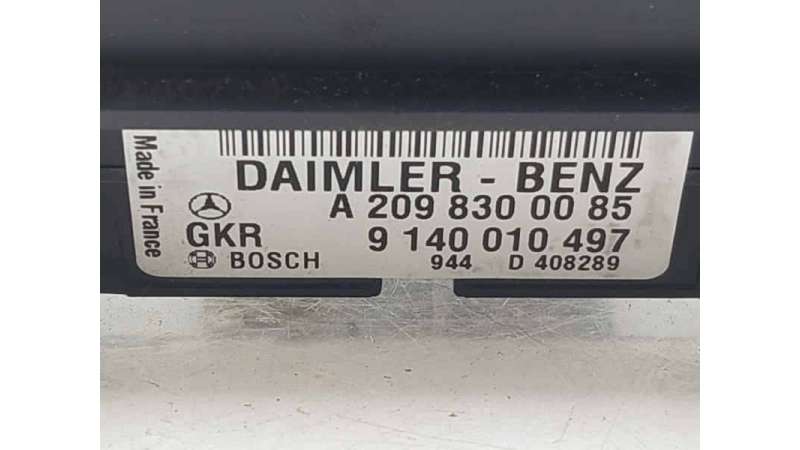 Made in France
DAIMLER - BENZ
A 209 830 00 85
GKR 9 140 010 497
BOSCH 944 D 408289